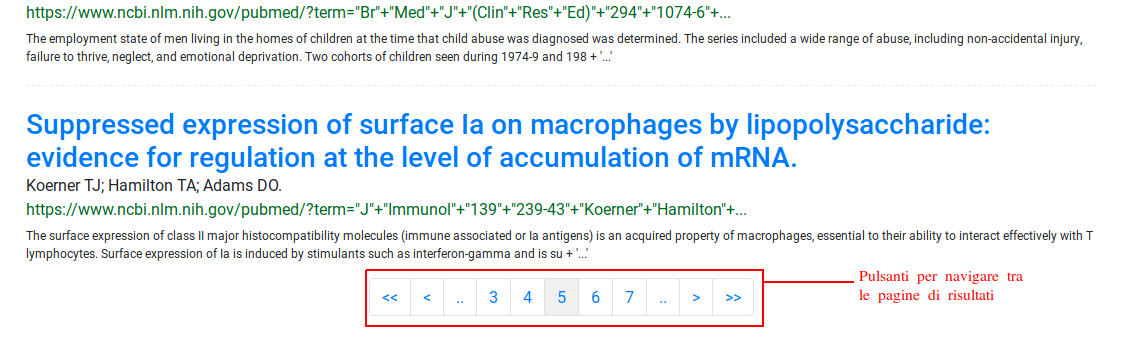 https://www.ncbi.nlm.nih.gov/pubmed/?term="Br"+"Med"+"J"+"(Clin"+"Res"+"Ed)"+"294"+"1074-6"+...
The employment state of men living in the homes of children at the time that child abuse was diagnosed was determined. The series included a wide range of abuse, including non-accidental injury,
failure to thrive, neglect, and emotional deprivation. Two cohorts of children seen during 1974-9 and 198 + '...'
Suppressed expression of surface Ia on macrophages by lipopolysaccharide:
evidence for regulation at the level of accumulation of mRNA.
Koerner TJ; Hamilton TA; Adams DO.
https://www.ncbi.nlm.nih.gov/pubmed/?term="J"+"Immunol"+"139"+"239-43"+"Koerner"+"Hamilton"+...
The surface expression of class II major histocompatibility molecules (immune associated or Ia antigens) is an acquired property of macrophages, essential to their ability to interact effectively with T
lymphocytes. Surface expression of Ia is induced by stimulants such as interferon-gamma and is su + '...'
<< < .. 3 4 5 6 7 .. > >>
Pulsanti per navigare tra
le pagine di risultati